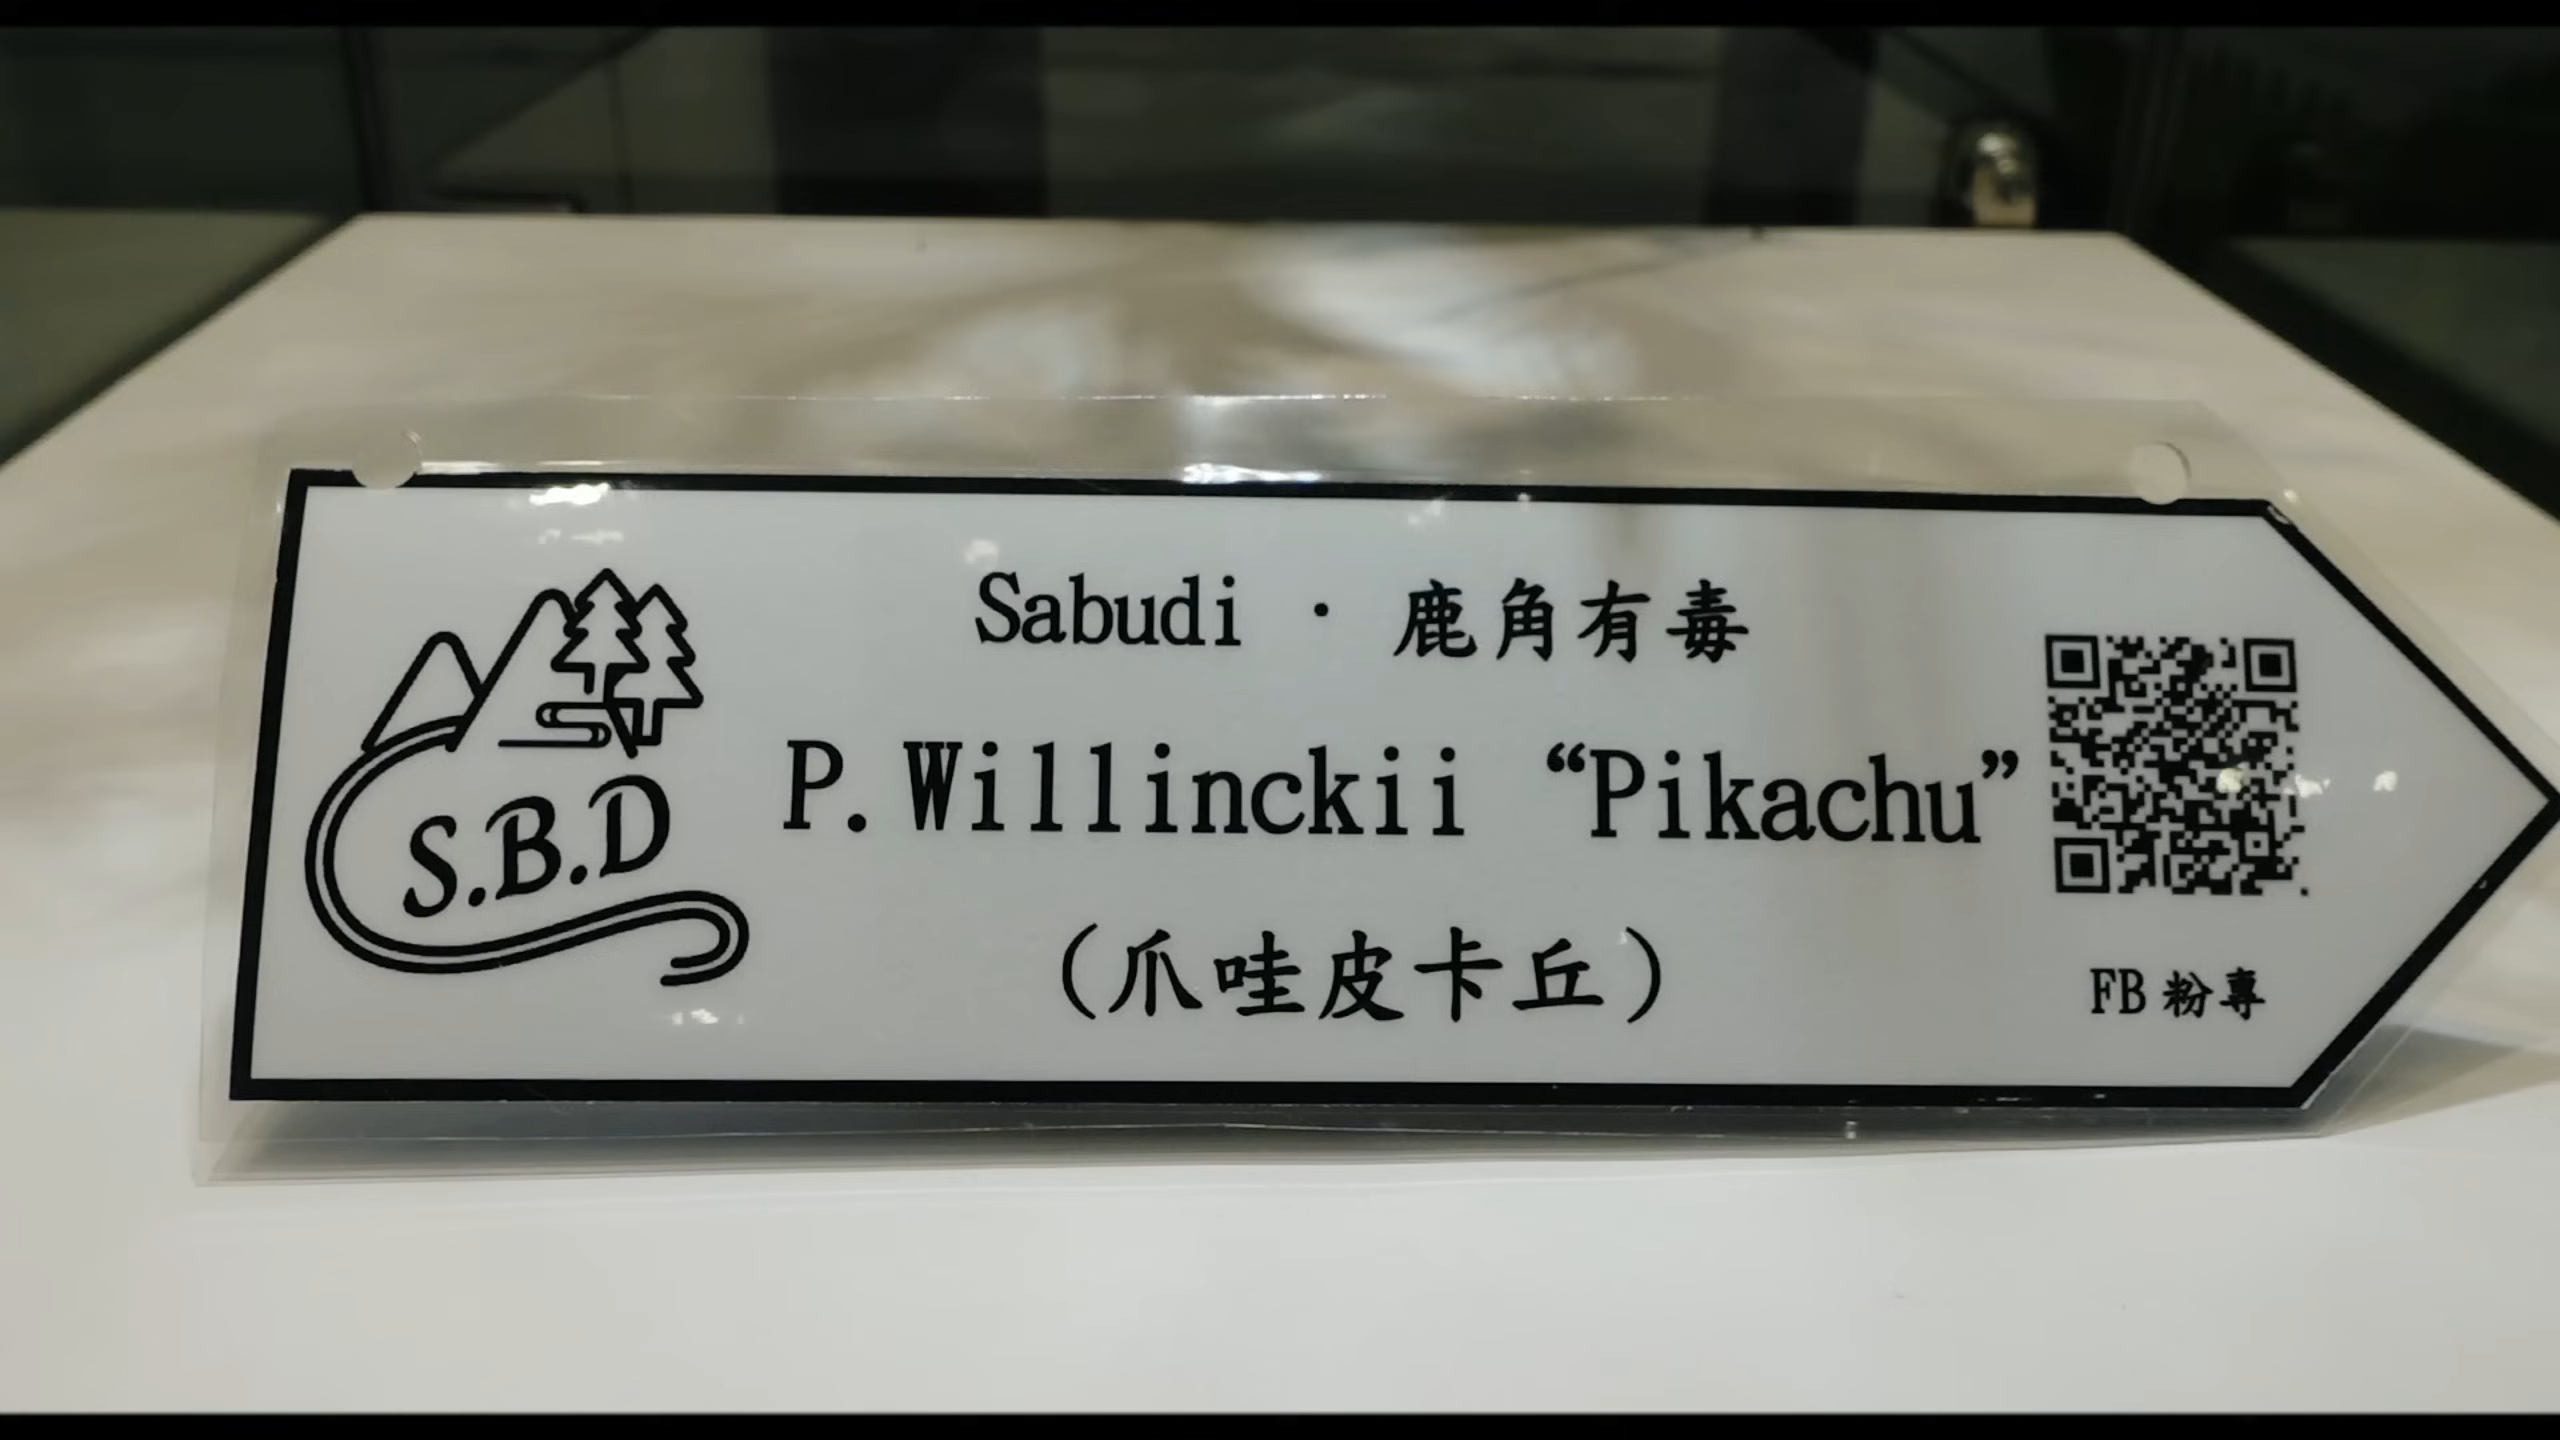 S.B.D
Sabudi · 鹿角有毒
P. Willinckii “Pikachu”
(爪哇皮卡丘)
FB 粉專